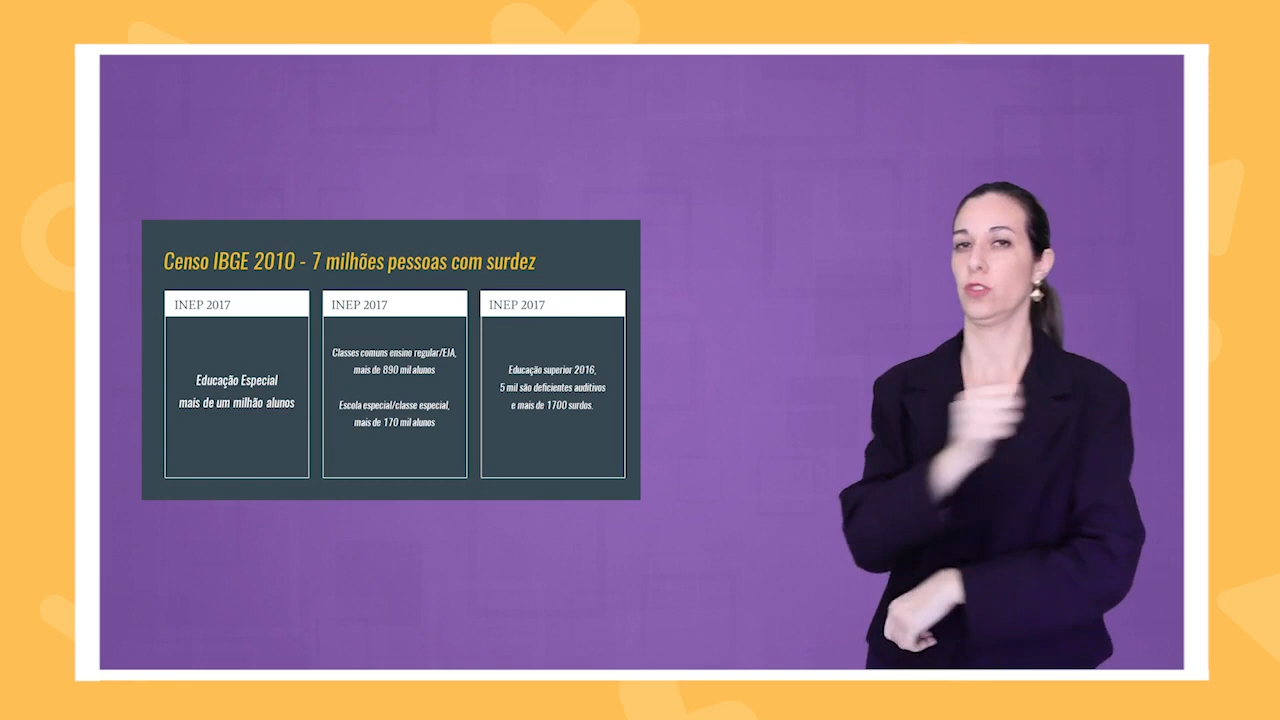 Censo IBGE 2010 - 7 milhões pessoas com surdez
INEP 2017
Educação Especial
mais de um milhão alunos
INEP 2017
Classes comuns ensino regular/EJA,
mais de 890 mil alunos
Escola especial/classe especial,
mais de 170 mil alunos
INEP 2017
Educação superior 2016,
5 mil são deficientes auditivos
e mais de 1700 surdos.